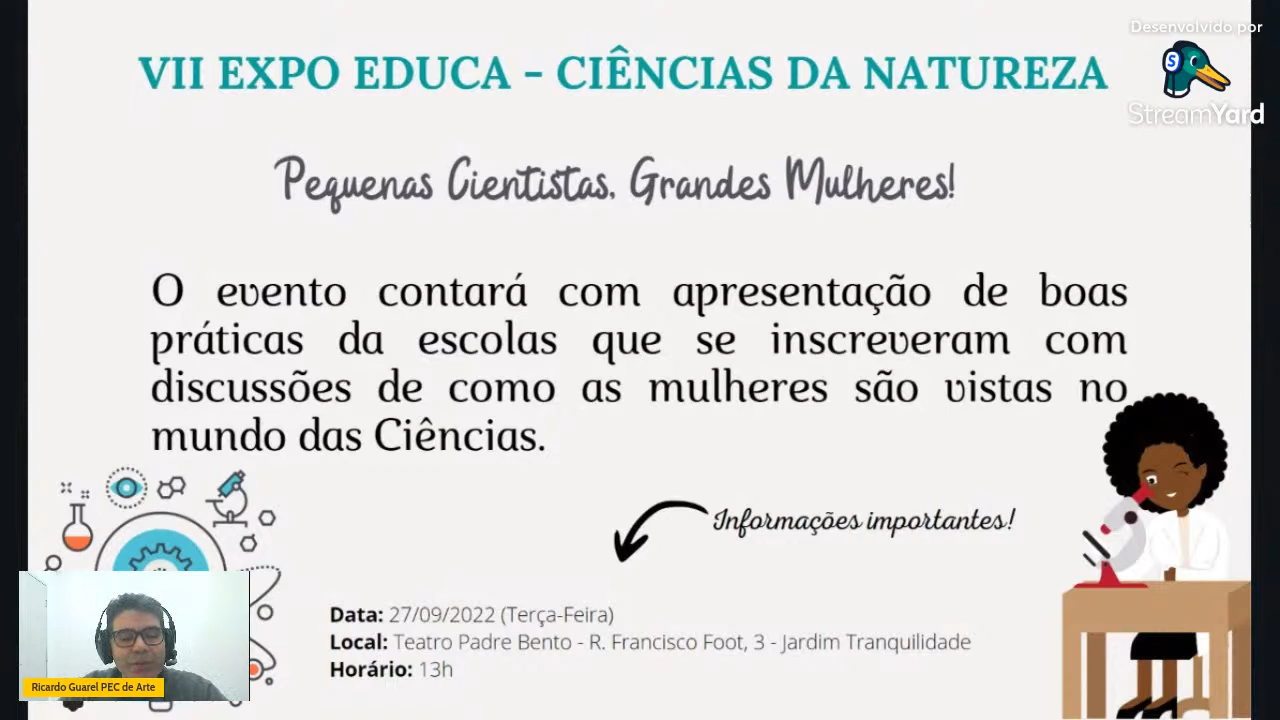 Desenvolvido por
StreamYard
VII EXPO EDUCA - CIÊNCIAS DA NATUREZA
Pequenas Cientistas, Grandes Mulheres!
O evento contará com apresentação de boas
práticas da escolas que se inscreveram com
discussões de como as mulheres são vistas no
mundo das Ciências.
Informações importantes!
Data: 27/09/2022 (Terça-Feira)
Local: Teatro Padre Bento - R. Francisco Foot, 3 - Jardim Tranquilidade
Horário: 13h
Ricardo Guarel PEC de Arte